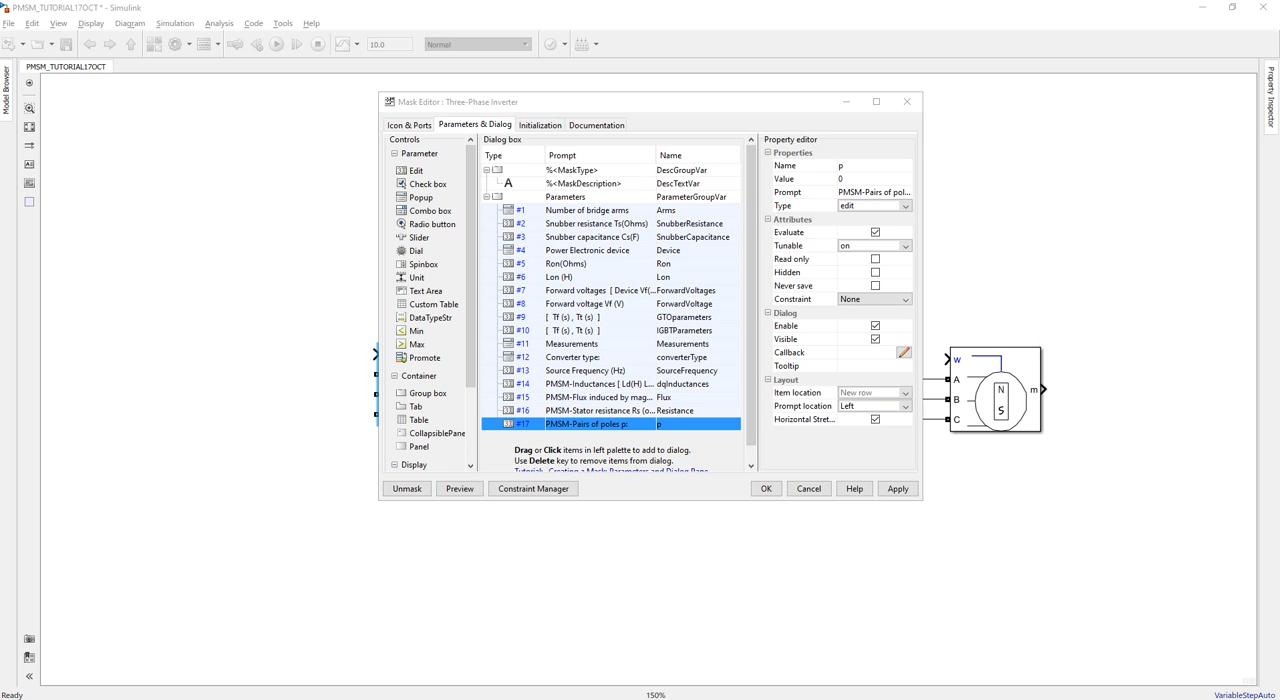 PMSM_TUTORIAL17OCT * - Simulink
File Edit View Display Diagram Simulation Analysis Code Tools Help
10.0 Normal
Model Browser
PMSM_TUTORIAL17OCT
Property Inspector
Mask Editor : Three-Phase Inverter
Icon & Ports Parameters & Dialog Initialization Documentation
Controls
Parameter
Edit
Check box
Popup
Combo box
Radio button
Slider
Dial
Spinbox
Unit
Text Area
Custom Table
DataTypeStr
Min
Max
Promote
Container
Group box
Tab
Table
CollapsiblePane
Panel
Display
Dialog box
Type Prompt Name
%<MaskType> DescGroupVar
A %<MaskDescription> DescTextVar
Parameters ParameterGroupVar
#1 Number of bridge arms Arms
#2 Snubber resistance Ts(Ohms) SnubberResistance
#3 Snubber capacitance Cs(F) SnubberCapacitance
#4 Power Electronic device Device
#5 Ron(Ohms) Ron
#6 Lon (H) Lon
#7 Forward voltages [ Device Vf(... ForwardVoltages
#8 Forward voltage Vf (V) ForwardVoltage
#9 [ Tf (s) , Tt (s) ] GTOparameters
#10 [ Tf (s) , Tt (s) ] IGBTParameters
#11 Measurements Measurements
#12 Converter type: converterType
#13 Source Frequency (Hz) SourceFrequency
#14 PMSM-Inductances [ Ld(H) L... dqInductances
#15 PMSM-Flux induced by mag... Flux
#16 PMSM-Stator resistance Rs (o... Resistance
#17 PMSM-Pairs of poles p: p
Drag or Click items in left palette to add to dialog.
Use Delete key to remove items from dialog.
Tutorial: Creating a Mask: Parameters and Dialog Pane
Property editor
Properties
Name p
Value 0
Prompt PMSM-Pairs of pol...
Type edit
Attributes
Evaluate
Tunable on
Read only
Hidden
Never save
Constraint None
Dialog
Enable
Visible
Callback
Tooltip
Layout
Item location New row
Prompt location Left
Horizontal Stret...
Unmask Preview Constraint Manager OK Cancel Help Apply
w
A
B
C
N
S
m
Ready 150% VariableStepAuto